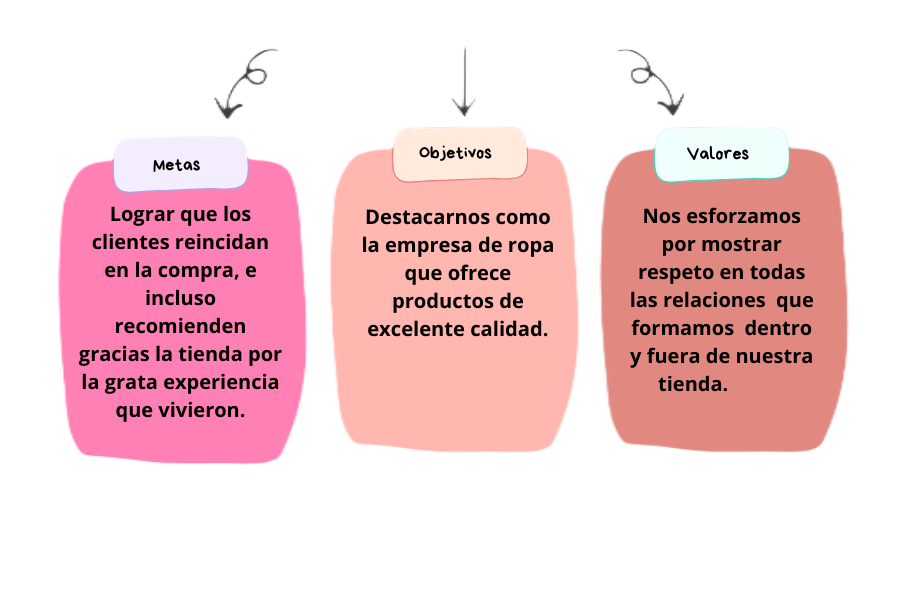 Metas
Lograr que los
clientes reincidan
en la compra, e
incluso
recomienden
gracias la tienda por
la grata experiencia
que vivieron.
Objetivos
Destacarnos como
la empresa de ropa
que ofrece
productos de
excelente calidad.
Valores
Nos esforzamos
por mostrar
respeto en todas
las relaciones que
formamos dentro
y fuera de nuestra
tienda.